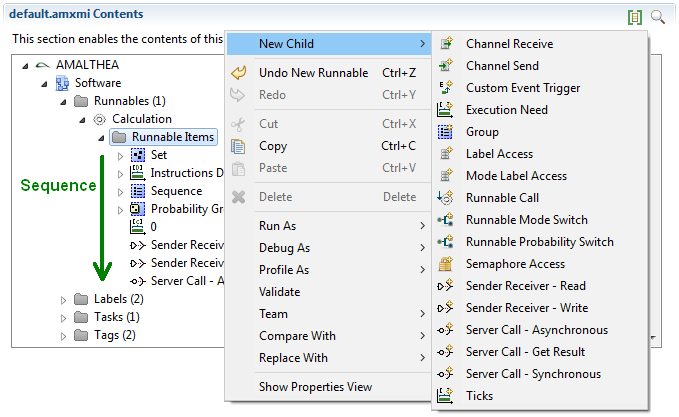 default.amxmi Contents
This section enables the contents of this
AMALTHEA
Software
Runnables (1)
Calculation
Runnable Items
Set
Instructions D
Sequence
Probability Gr
0
Sender Receiv
Sender Receiv
Server Call - A
Labels (2)
Tasks (1)
Tags (2)
Sequence
New Child
Undo New Runnable Ctrl+Z
Redo Ctrl+Y
Cut Ctrl+X
Copy Ctrl+C
Paste Ctrl+V
Delete Delete
Run As
Debug As
Profile As
Validate
Team
Compare With
Replace With
Show Properties View
Channel Receive
Channel Send
Custom Event Trigger
Execution Need
Group
Label Access
Mode Label Access
Runnable Call
Runnable Mode Switch
Runnable Probability Switch
Semaphore Access
Sender Receiver - Read
Sender Receiver - Write
Server Call - Asynchronous
Server Call - Get Result
Server Call - Synchronous
Ticks